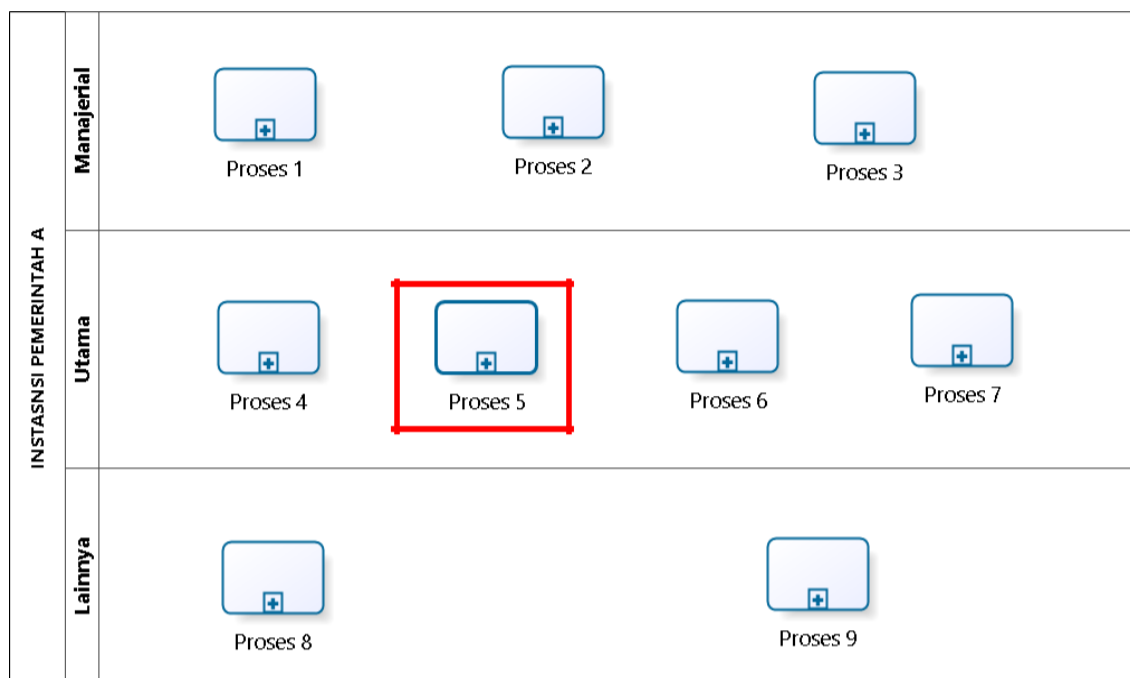 INSTASNSI PEMERINTAH A
Manajerial
Proses 1
Proses 2
Proses 3
Utama
Proses 4
Proses 5
Proses 6
Proses 7
Lainnya
Proses 8
Proses 9